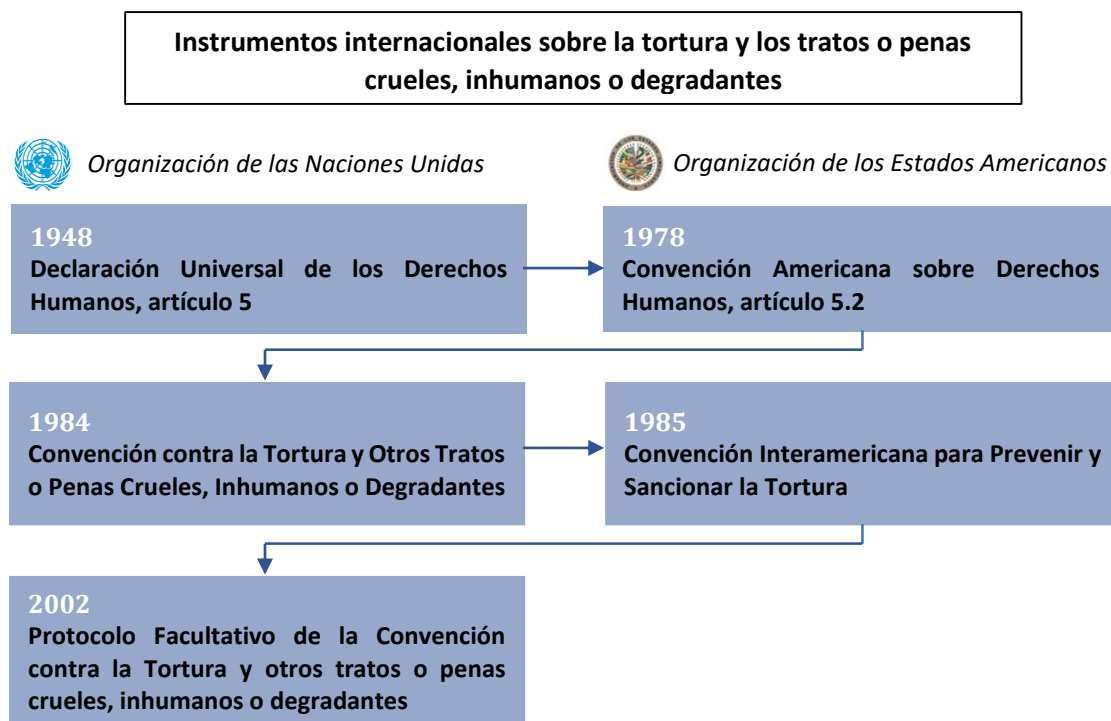 Instrumentos internacionales sobre la tortura y los tratos o penas
crueles, inhumanos o degradantes
Organización de las Naciones Unidas
Organización de los Estados Americanos
1948
Declaración Universal de los Derechos
Humanos, artículo 5
1978
Convención Americana sobre Derechos
Humanos, artículo 5.2
1984
Convención contra la Tortura y Otros Tratos
o Penas Crueles, Inhumanos o Degradantes
1985
Convención Interamericana para Prevenir y
Sancionar la Tortura
2002
Protocolo Facultativo de la Convención
contra la Tortura y otros tratos o penas
crueles, inhumanos o degradantes